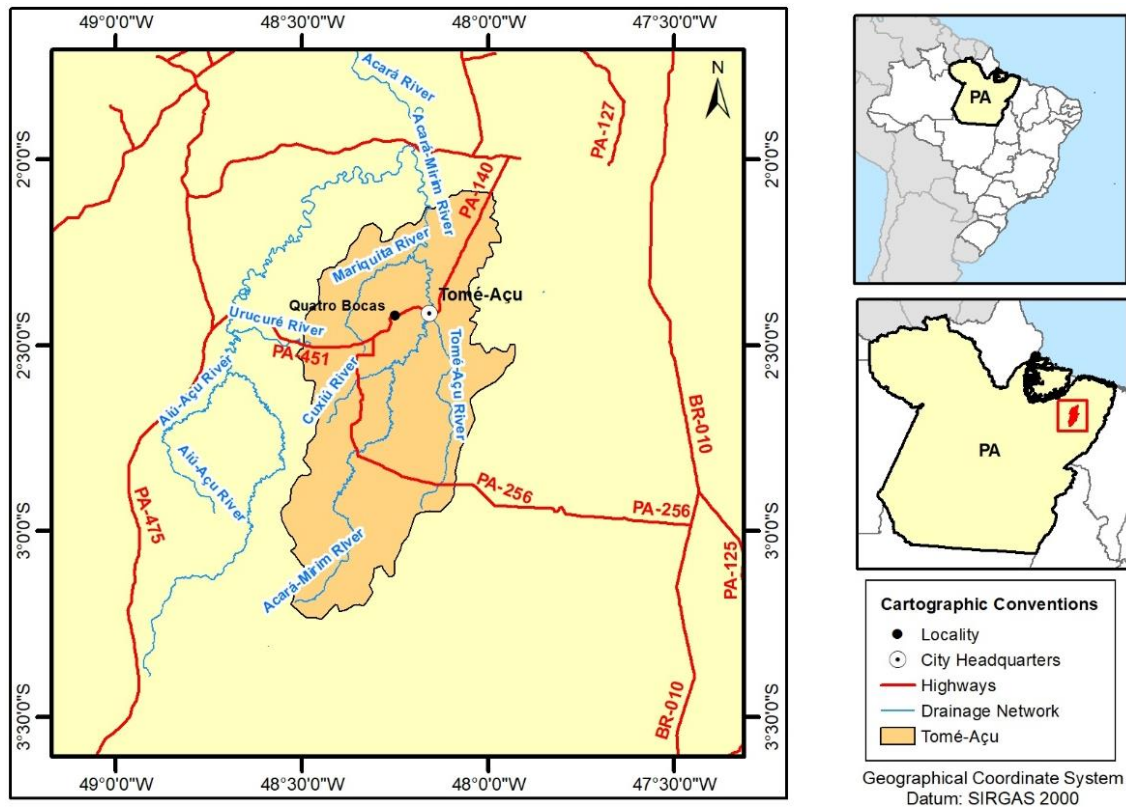 49°0'0"W
48°30'0"W
48°0'0"W
47°30'0"W
2°0'0"S
2°30'0"S
3°0'0"S
3°30'0"S
N
Acará River
Acará-Mirim River
PA-127
PA-140
Mariquita River
Quatro Bocas
Tomé-Açu
Urucuré River
PA-451
Aiú-Açu River
Cuxiú River
Tomé-Açu River
BR-010
Aiú-Açu River
PA-475
PA-256
PA-256
PA-125
Acará-Mirim River
BR-010
2°0'0"S
2°30'0"S
3°0'0"S
3°30'0"S
49°0'0"W
48°30'0"W
48°0'0"W
47°30'0"W
PA
PA
Cartographic Conventions
Locality
City Headquarters
Highways
Drainage Network
Tomé-Açu
Geographical Coordinate System
Datum: SIRGAS 2000